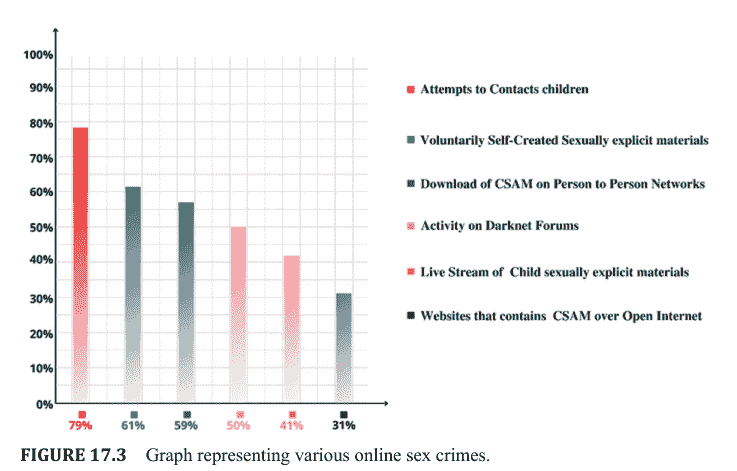 100%
90%
80%
70%
60%
50%
40%
30%
20%
10%
0%
79% 61% 59% 50% 41% 31%
Attempts to Contacts children
Voluntarily Self-Created Sexually explicit materials
Download of CSAM on Person to Person Networks
Activity on Darknet Forums
Live Stream of Child sexually explicit materials
Websites that contains CSAM over Open Internet
FIGURE 17.3 Graph representing various online sex crimes.